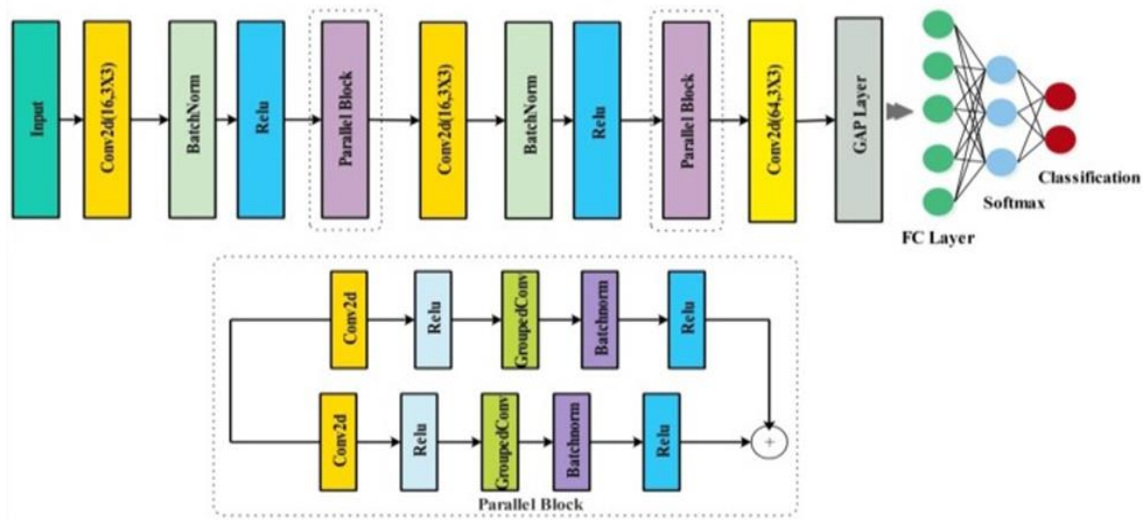 Input
Conv2d(16,3X3)
BatchNorm
Relu
Parallel Block
Conv2d(16,3X3)
BatchNorm
Relu
Parallel Block
Conv2d(64,3X3)
GAP Layer
Classification
Softmax
FC Layer
Conv2d
Relu
GroupedConv
Batchnorm
Relu
Conv2d
Relu
GroupedConv
Batchnorm
Relu
+
Parallel Block